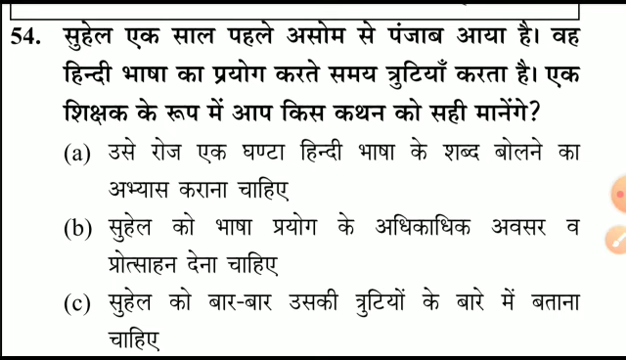 54. सुहेल एक साल पहले असोम से पंजाब आया है। वह
हिन्दी भाषा का प्रयोग करते समय त्रुटियाँ करता है। एक
शिक्षक के रूप में आप किस कथन को सही मानेंगे?
(a) उसे रोज एक घण्टा हिन्दी भाषा के शब्द बोलने का
अभ्यास कराना चाहिए
(b) सुहेल को भाषा प्रयोग के अधिकाधिक अवसर व
प्रोत्साहन देना चाहिए
(c) सुहेल को बार-बार उसकी त्रुटियों के बारे में बताना
चाहिए